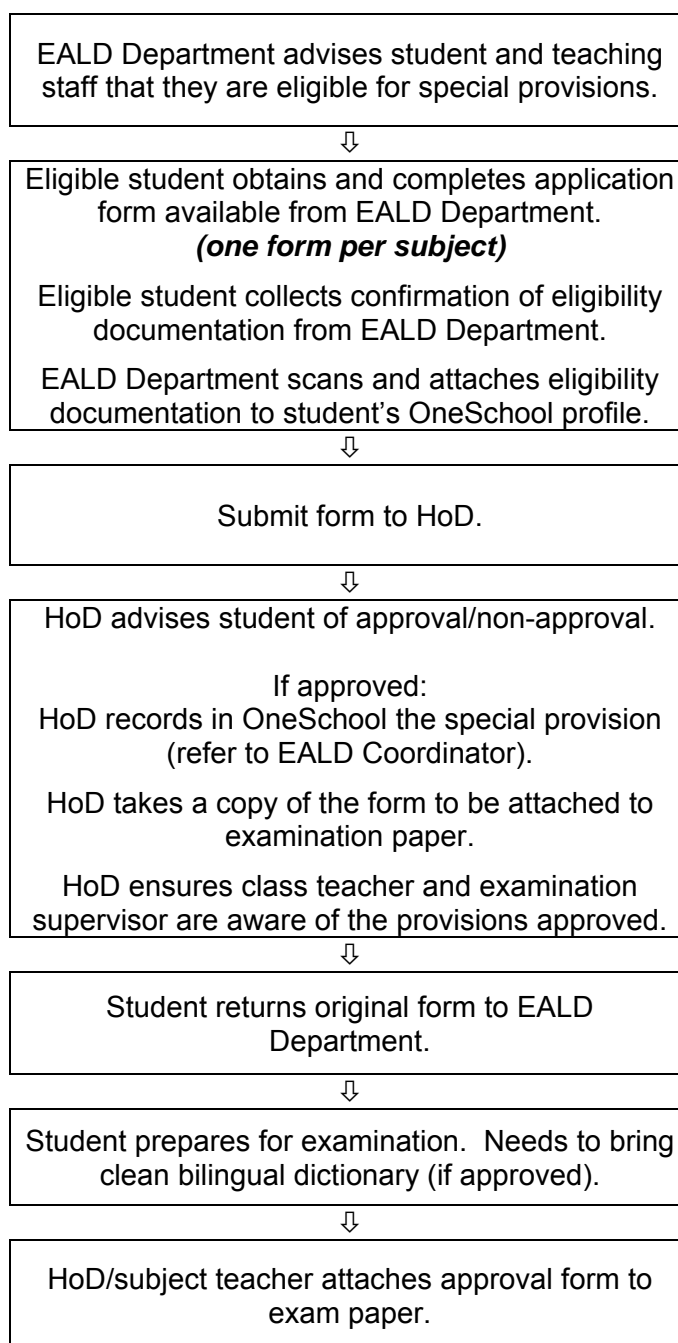 EALD Department advises student and teaching
staff that they are eligible for special provisions.
⇩
Eligible student obtains and completes application
form available from EALD Department.
(one form per subject)
Eligible student collects confirmation of eligibility
documentation from EALD Department.
EALD Department scans and attaches eligibility
documentation to student’s OneSchool profile.
⇩
Submit form to HoD.
⇩
HoD advises student of approval/non-approval.
If approved:
HoD records in OneSchool the special provision
(refer to EALD Coordinator).
HoD takes a copy of the form to be attached to
examination paper.
HoD ensures class teacher and examination
supervisor are aware of the provisions approved.
⇩
Student returns original form to EALD
Department.
⇩
Student prepares for examination.  Needs to bring
clean bilingual dictionary (if approved).
⇩
HoD/subject teacher attaches approval form to
exam paper.